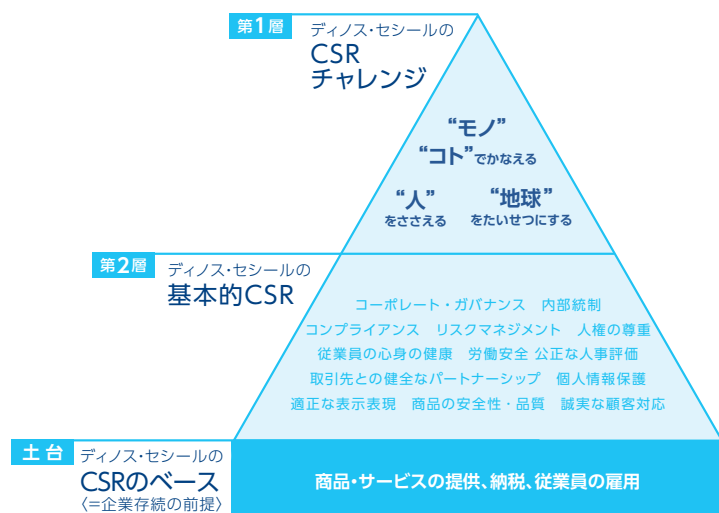 第1層
ディノス・セシールの
CSR
チャレンジ
“モノ”
“コト”でかなえる
“人”
をささえる
“地球”
をたいせつにする
第2層
ディノス・セシールの
基本的CSR
コーポレート・ガバナンス　内部統制
コンプライアンス　リスクマネジメント　人権の尊重
従業員の心身の健康　労働安全 公正な人事評価
取引先との健全なパートナーシップ　個人情報保護
適正な表示表現　商品の安全性・品質　誠実な顧客対応
土台
ディノス・セシールの
CSRのベース
〈=企業存続の前提〉
商品・サービスの提供、納税、従業員の雇用